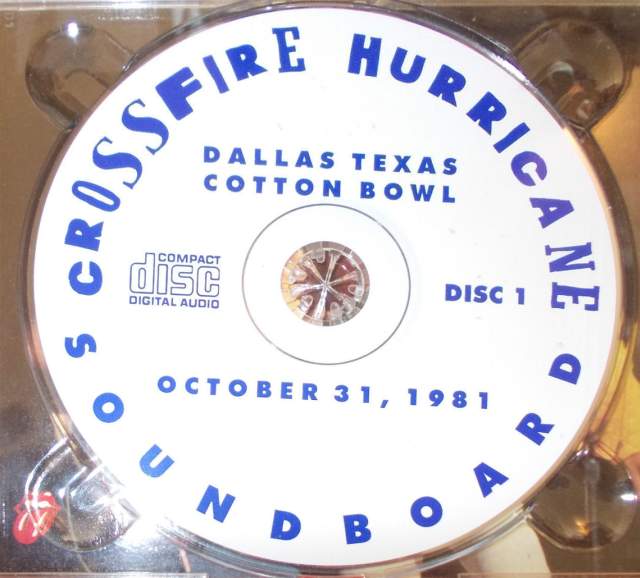 CROSSFIRE HURRICANE
DALLAS TEXAS
COTTON BOWL
COMPACT
disc
DIGITAL AUDIO
DISC 1
OCTOBER 31, 1981
SOUNDBOARD